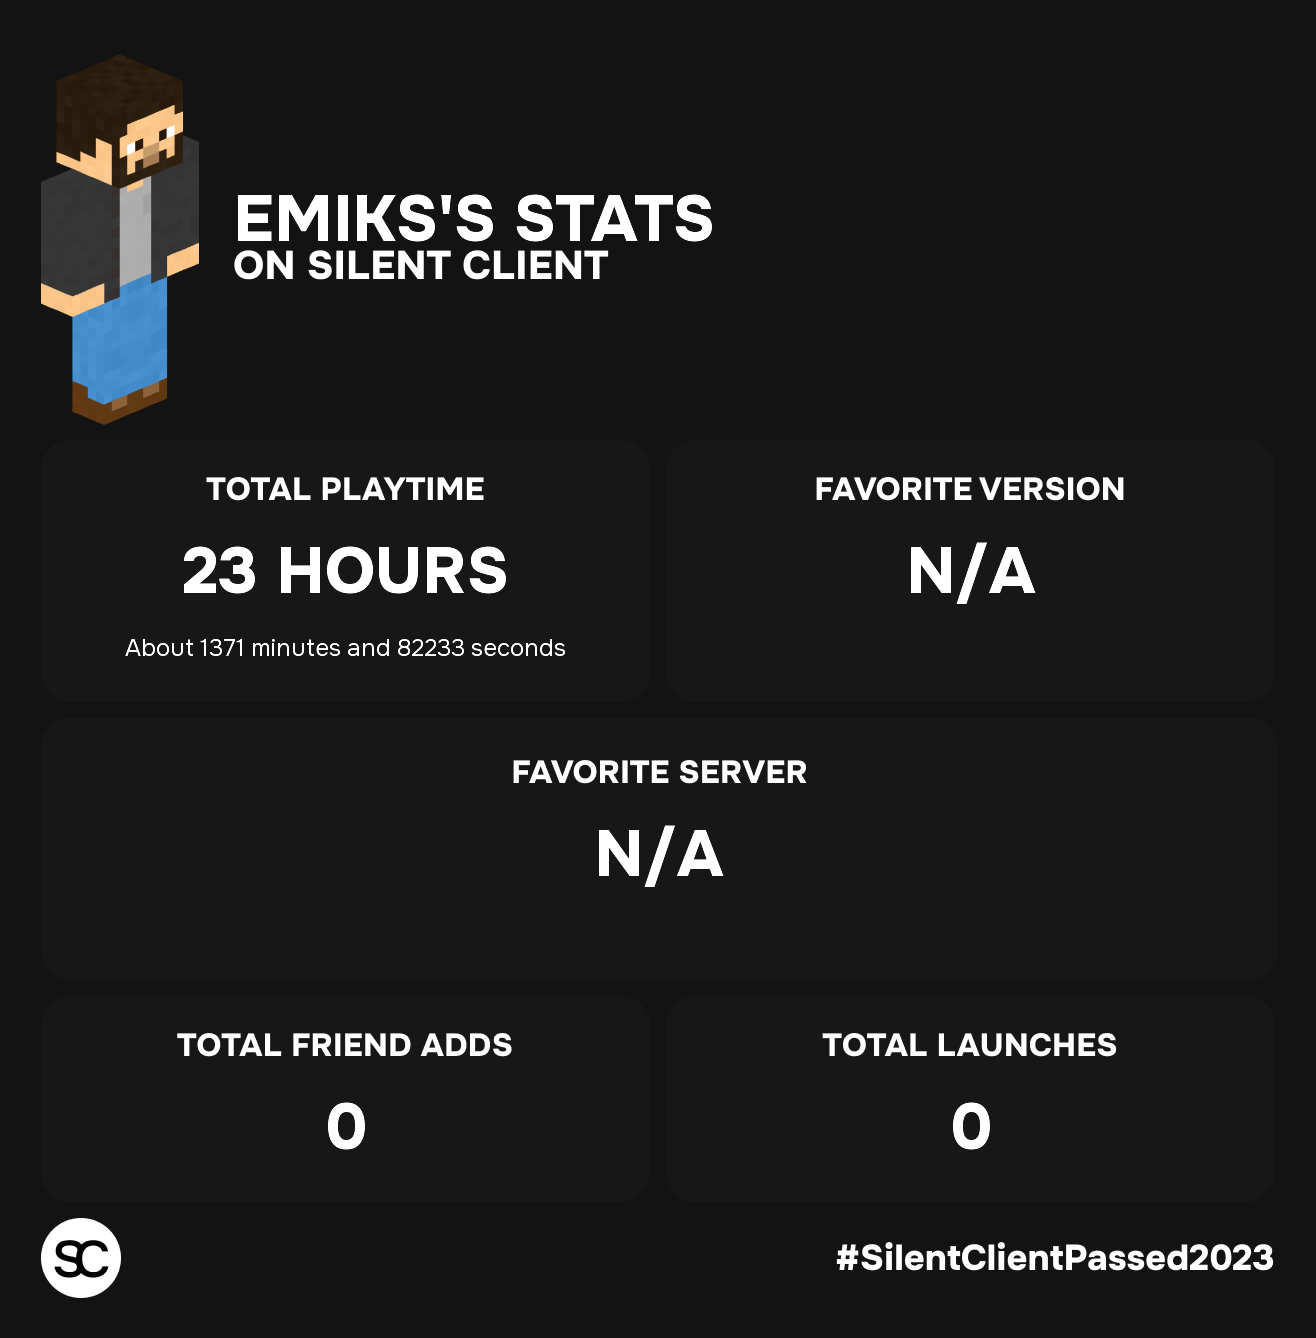 EMIKS'S STATS
ON SILENT CLIENT
TOTAL PLAYTIME
23 HOURS
About 1371 minutes and 82233 seconds
FAVORITE VERSION
N/A
FAVORITE SERVER
N/A
TOTAL FRIEND ADDS
0
TOTAL LAUNCHES
0
SC
#SilentClientPassed2023